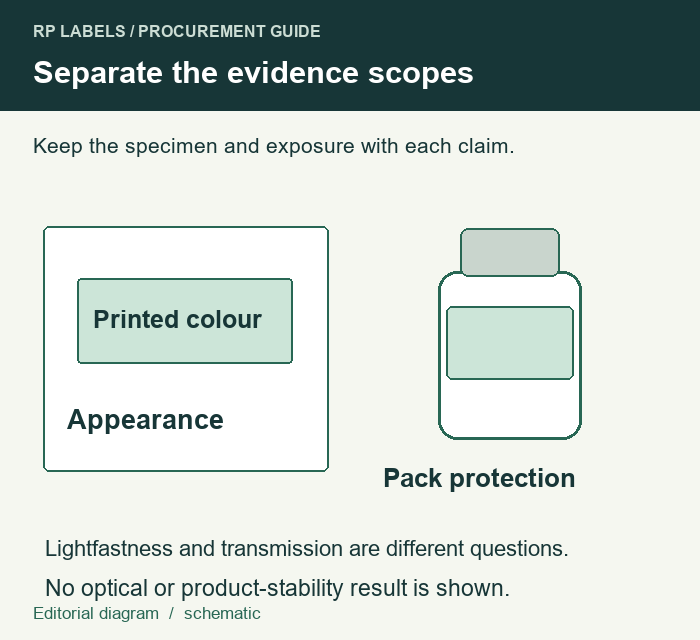 RP LABELS / PROCUREMENT GUIDE
Separate the evidence scopes
Keep the specimen and exposure with each claim.
Printed colour
Appearance
Pack protection
Lightfastness and transmission are different questions.
No optical or product-stability result is shown.
Editorial diagram / schematic